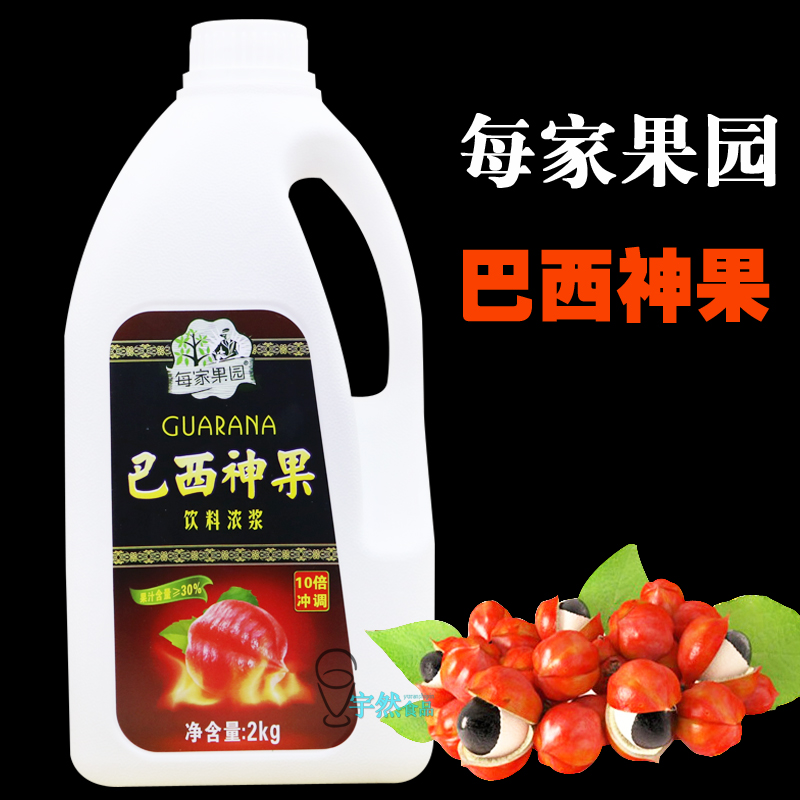 每家果园
巴西神果
每家果园
GUARANA
巴西神果
饮料浓浆
果汁含量≥30%
10倍
冲调
净含量:2kg
宇然食品